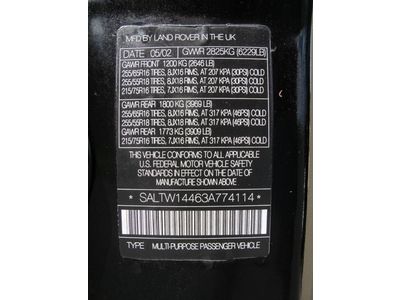 MFD BY LAND ROVER IN THE UK
DATE 05/02 GVWR 2825KG (6229LB)
GAWR FRONT 1200 KG (2646 LB)
255/65R16 TIRES, 8JX16 RIMS, AT 207 KPA (30PSI) COLD
255/55R18 TIRES, 8JX18 RIMS, AT 207 KPA (30PSI) COLD
215/75R16 TIRES, 7JX16 RIMS, AT 207 KPA (30PSI) COLD
GAWR REAR 1800 KG (3969 LB)
255/65R16 TIRES, 8JX16 RIMS, AT 317 KPA (46PSI) COLD
255/55R18 TIRES, 8JX18 RIMS, AT 317 KPA (46PSI) COLD
GAWR REAR 1773 KG (3909 LB)
215/75R16 TIRES, 7JX16 RIMS, AT 317 KPA (46PSI) COLD
THIS VEHICLE CONFORMS TO ALL APPLICABLE
U.S. FEDERAL MOTOR VEHICLE SAFETY
STANDARDS IN EFFECT ON THE DATE OF
MANUFACTURE SHOWN ABOVE
* SALTW14463A774114 *
TYPE MULTI-PURPOSE PASSENGER VEHICLE